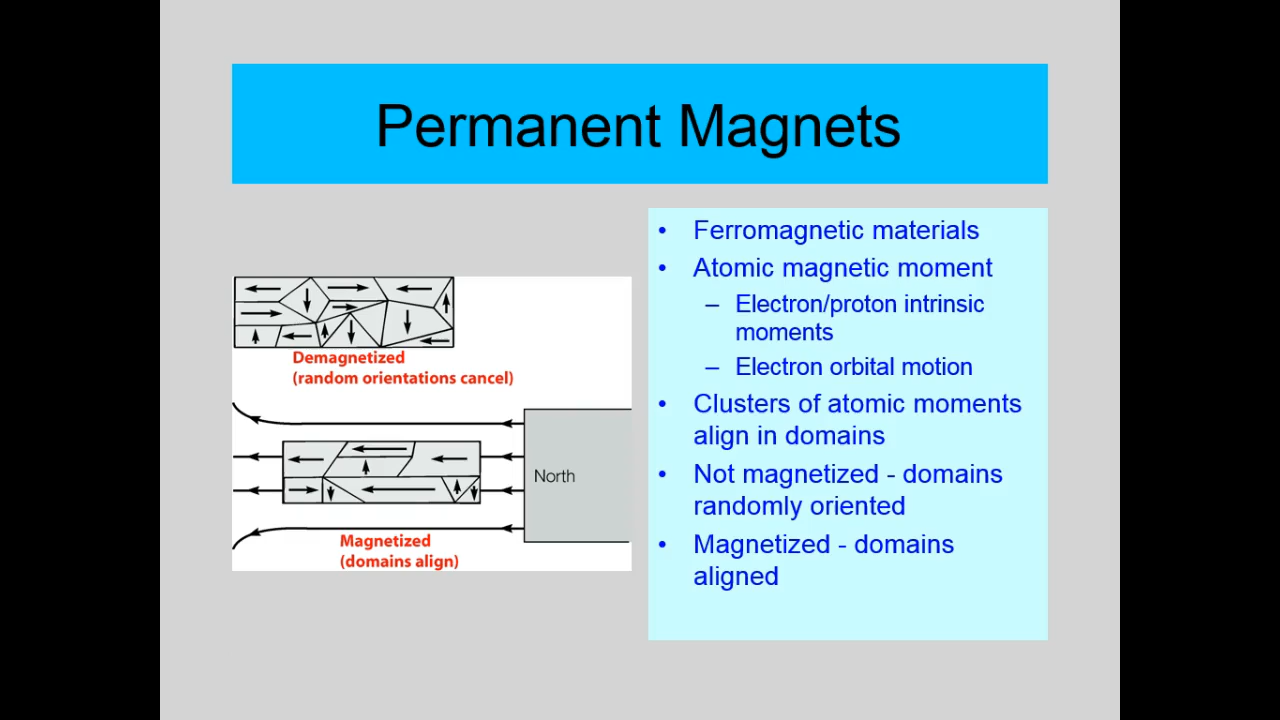 Permanent Magnets
Demagnetized
(random orientations cancel)
North
Magnetized
(domains align)
• Ferromagnetic materials
• Atomic magnetic moment
– Electron/proton intrinsic
moments
– Electron orbital motion
• Clusters of atomic moments
align in domains
• Not magnetized - domains
randomly oriented
• Magnetized - domains
aligned